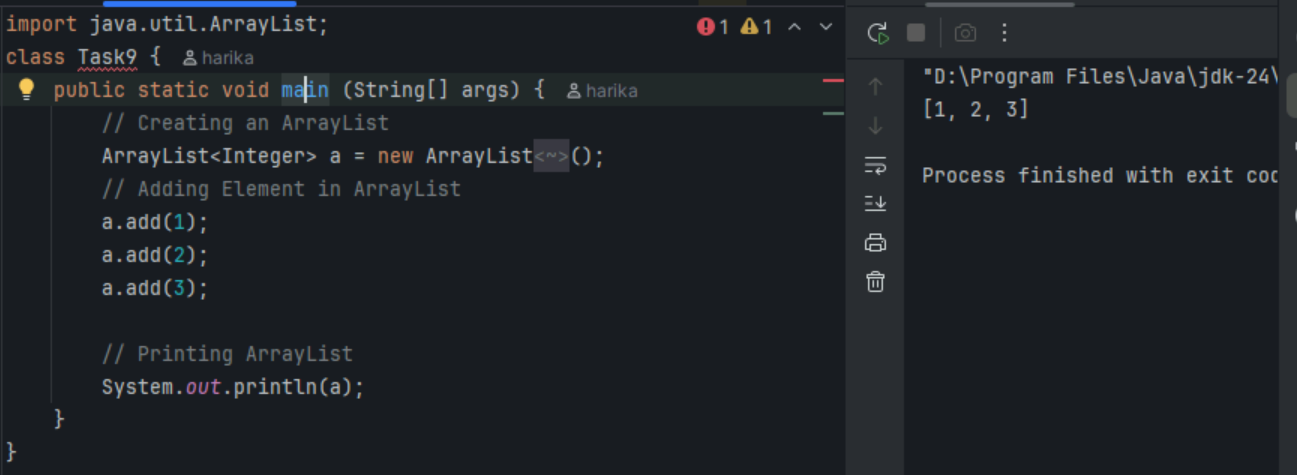 import java.util.ArrayList;
1 1
class Task9 { harika
public static void main (String[] args) { harika
// Creating an ArrayList
ArrayList<Integer> a = new ArrayList<~>();
// Adding Element in ArrayList
a.add(1);
a.add(2);
a.add(3);
// Printing ArrayList
System.out.println(a);
}
}
"D:\Program Files\Java\jdk-24\
[1, 2, 3]
Process finished with exit cod